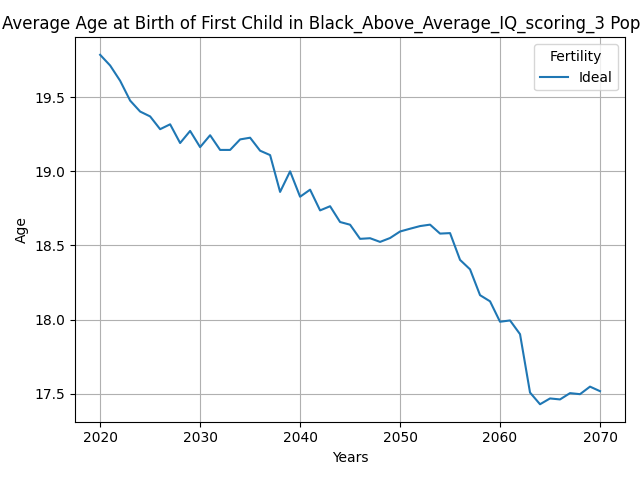 Average Age at Birth of First Child in Black_Above_Average_IQ_scoring_3 Pop
Fertility
Ideal
19.5
19.0
18.5
18.0
17.5
Age
2020 2030 2040 2050 2060 2070
Years